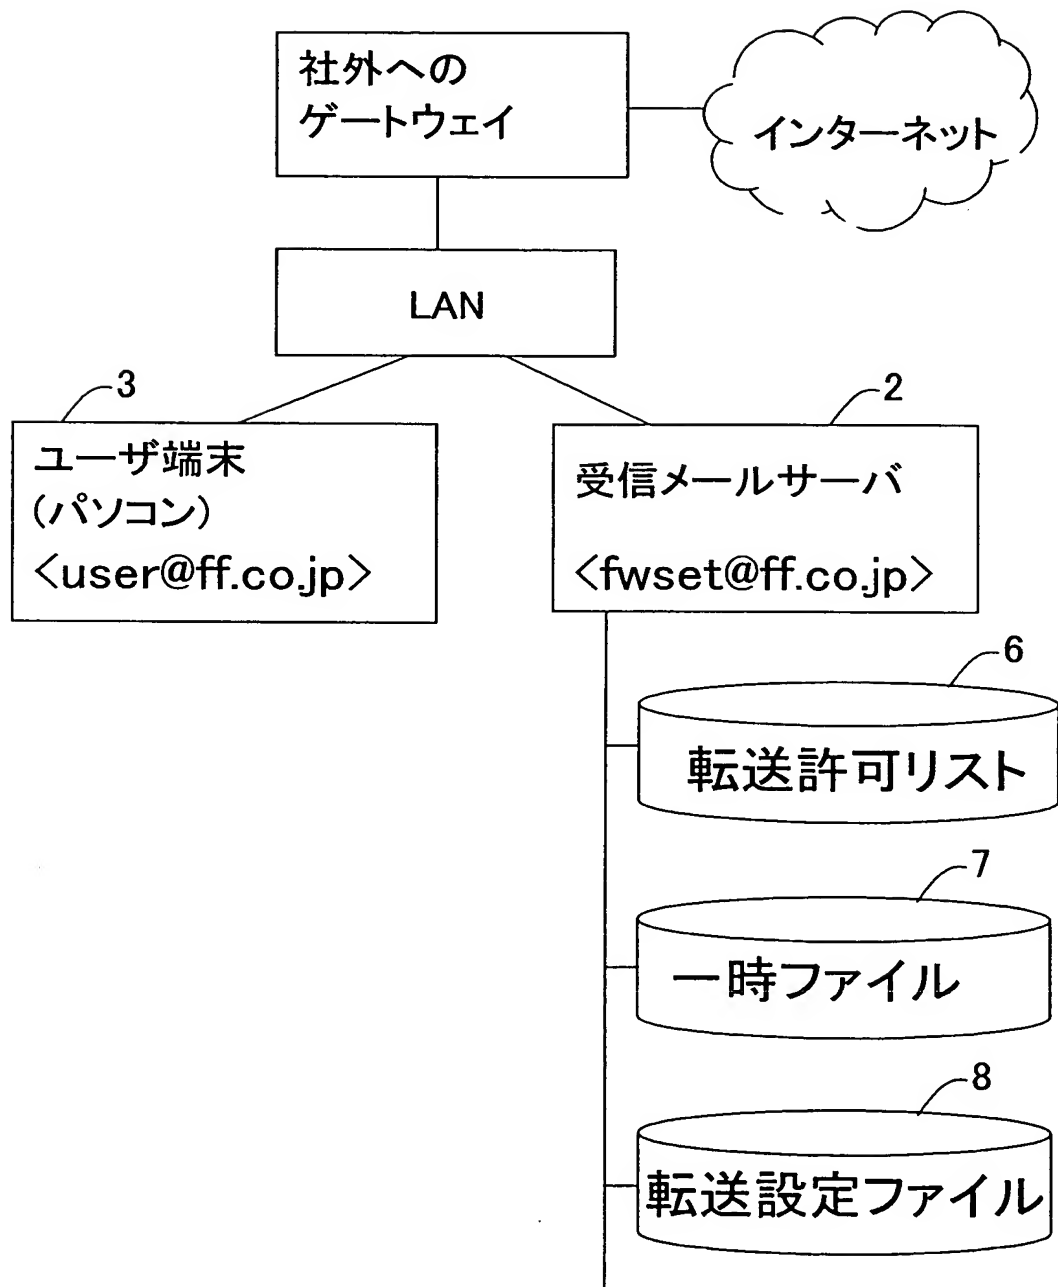 社外への
ゲートウェイ
インターネット
LAN
3
ユーザ端末
(パソコン)
<user@ff.co.jp>
2
受信メールサーバ
<fwset@ff.co.jp>
6
転送許可リスト
7
一時ファイル
8
転送設定ファイル